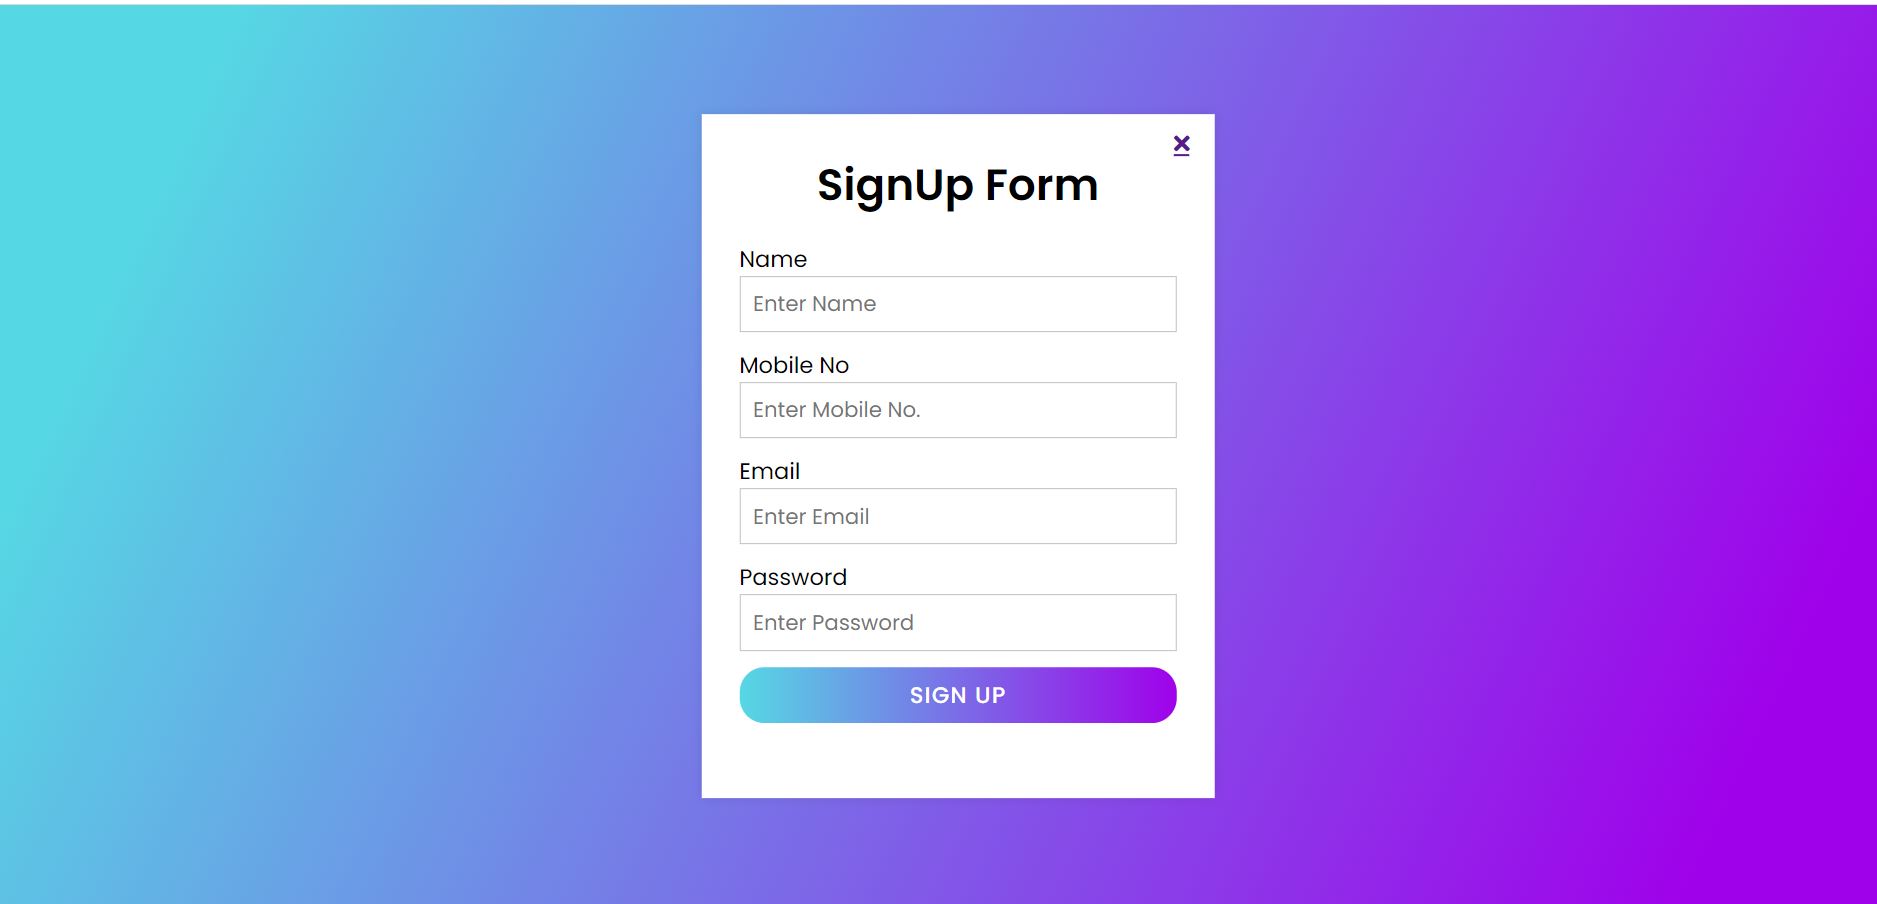 SignUp Form
Name
Enter Name
Mobile No
Enter Mobile No.
Email
Enter Email
Password
Enter Password
SIGN UP